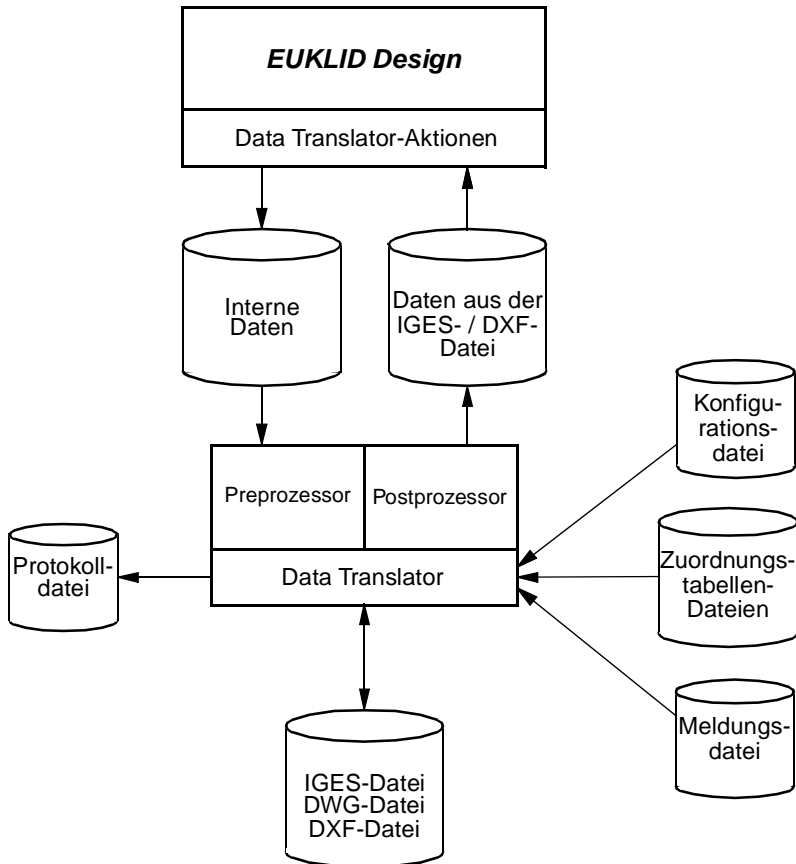 EUKLID Design
Data Translator-Aktionen
Interne
Daten
Daten aus der
IGES- / DXF-
Datei
Konfigu-
rations-
datei
Preprozessor
Postprozessor
Protokoll-
datei
Data Translator
Zuordnungs-
tabellen-
Dateien
Meldungs-
datei
IGES-Datei
DWG-Datei
DXF-Datei